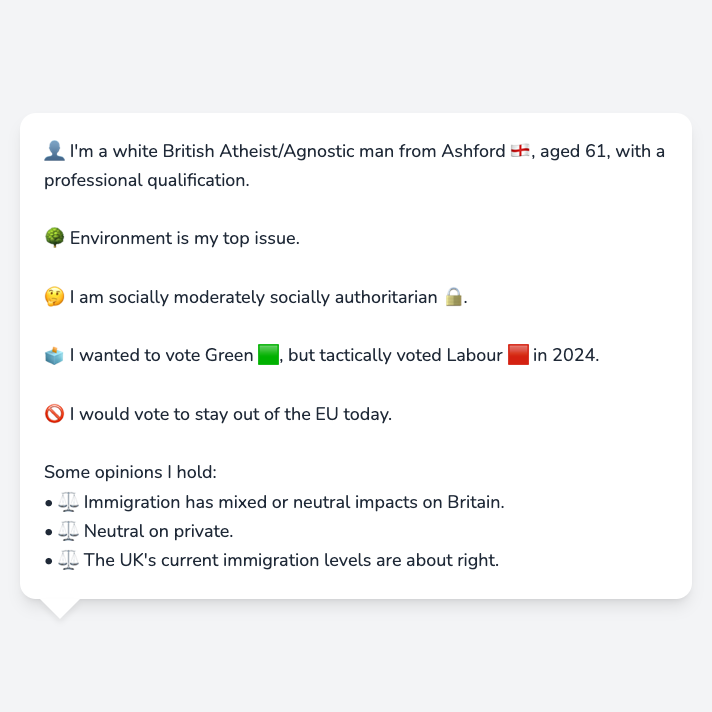 👤 I'm a white British Atheist/Agnostic man from Ashford 🏴󠁧󠁢󠁥󠁮󠁧󠁿, aged 61, with a
professional qualification.
🌳 Environment is my top issue.
🤔 I am socially moderately socially authoritarian 🔒.
🗳️ I wanted to vote Green 🟩, but tactically voted Labour 🟥 in 2024.
🚫 I would vote to stay out of the EU today.
Some opinions I hold:
• ⚖️ Immigration has mixed or neutral impacts on Britain.
• ⚖️ Neutral on private.
• ⚖️ The UK's current immigration levels are about right.